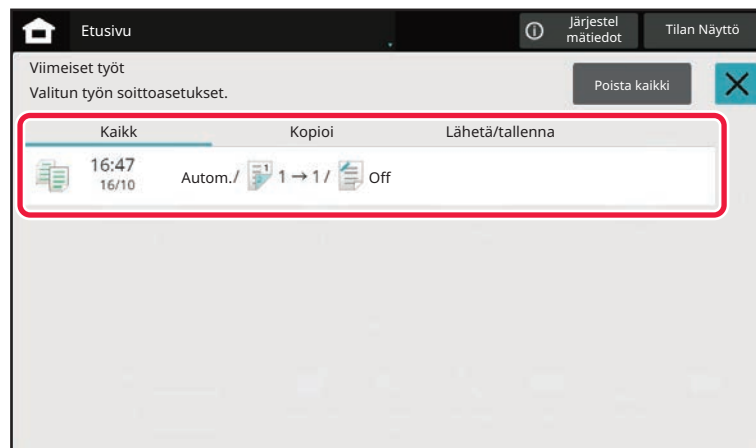 Etusivu
Järjestel
mätiedot
Tilan Näyttö
Viimeiset työt
Valitun työn soittoasetukset.
Poista kaikki
Kaikk
Kopioi
Lähetä/tallenna
16:47
16/10
Autom./ 1 1 → 1 / Off